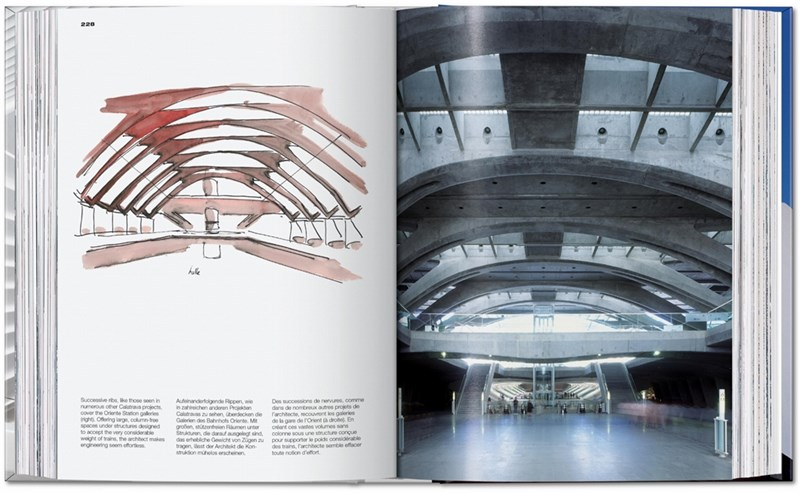 228
halle
Successive ribs, like those seen in
numerous other Calatrava projects,
cover the Oriente Station galleries
(right). Offering large, column-free
spaces under structures designed
to accept the very considerable
weight of trains, the architect makes
engineering seem effortless.
Aufeinanderfolgende Rippen, wie
in zahlreichen anderen Projekten
Calatravas zu sehen, überdecken die
Galerien des Bahnhofs Oriente. Mit
großen, stützenfreien Räumen unter
Strukturen, die darauf ausgelegt sind,
das erhebliche Gewicht von Zügen zu
tragen, lässt der Architekt die Kon-
struktion mühelos erscheinen.
Des successions de nervures, comme
dans de nombreux autres projets de
l'architecte, recouvrent les galeries
de la gare de l'Orient (à droite). En
créant ces vastes volumes sans
colonne sous une structure conçue
pour supporter le poids considérable
des trains, l'architecte semble effacer
toute notion d'effort.